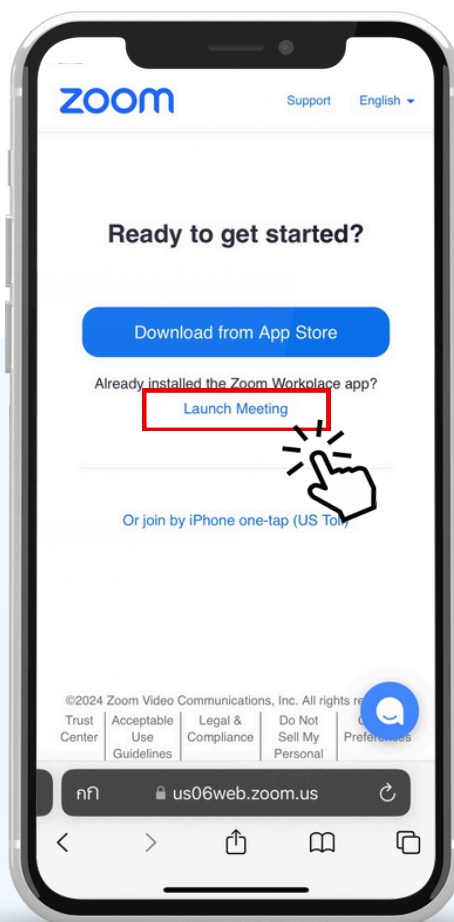 zoom
Support English
Ready to get started?
Download from App Store
Already installed the Zoom Workplace app?
Launch Meeting
Or join by iPhone one-tap (US Toll)
©2024 Zoom Video Communications, Inc. All rights re
Trust Center
Acceptable Use Guidelines
Legal & Compliance
Do Not Sell My Personal
Preferences
กก us06web.zoom.us